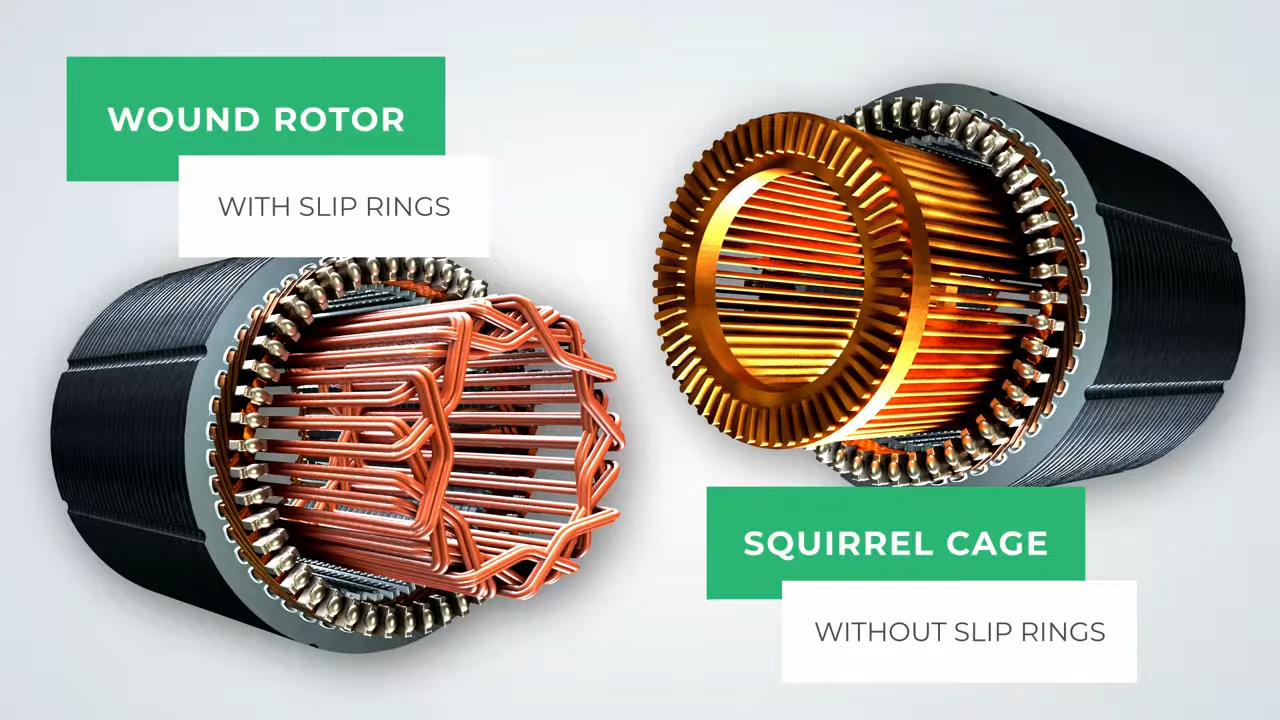 WOUND ROTOR
WITH SLIP RINGS
SQUIRREL CAGE
WITHOUT SLIP RINGS